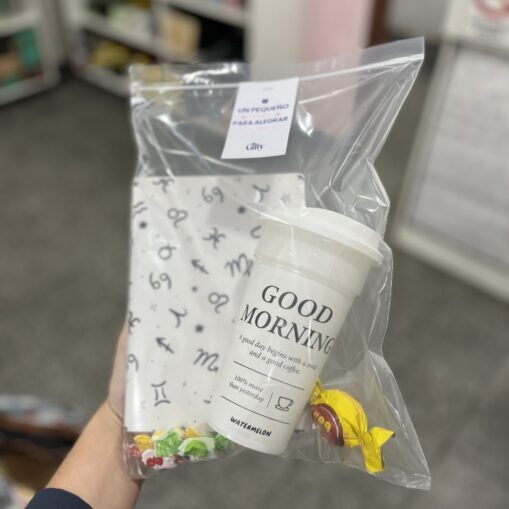 UN PEQUEÑO
PARA ALEGRAR
Gifty
GOOD
MORNING
A good day begins with a smile
and a good coffee.
100% more
than yesterday
WATERMELON